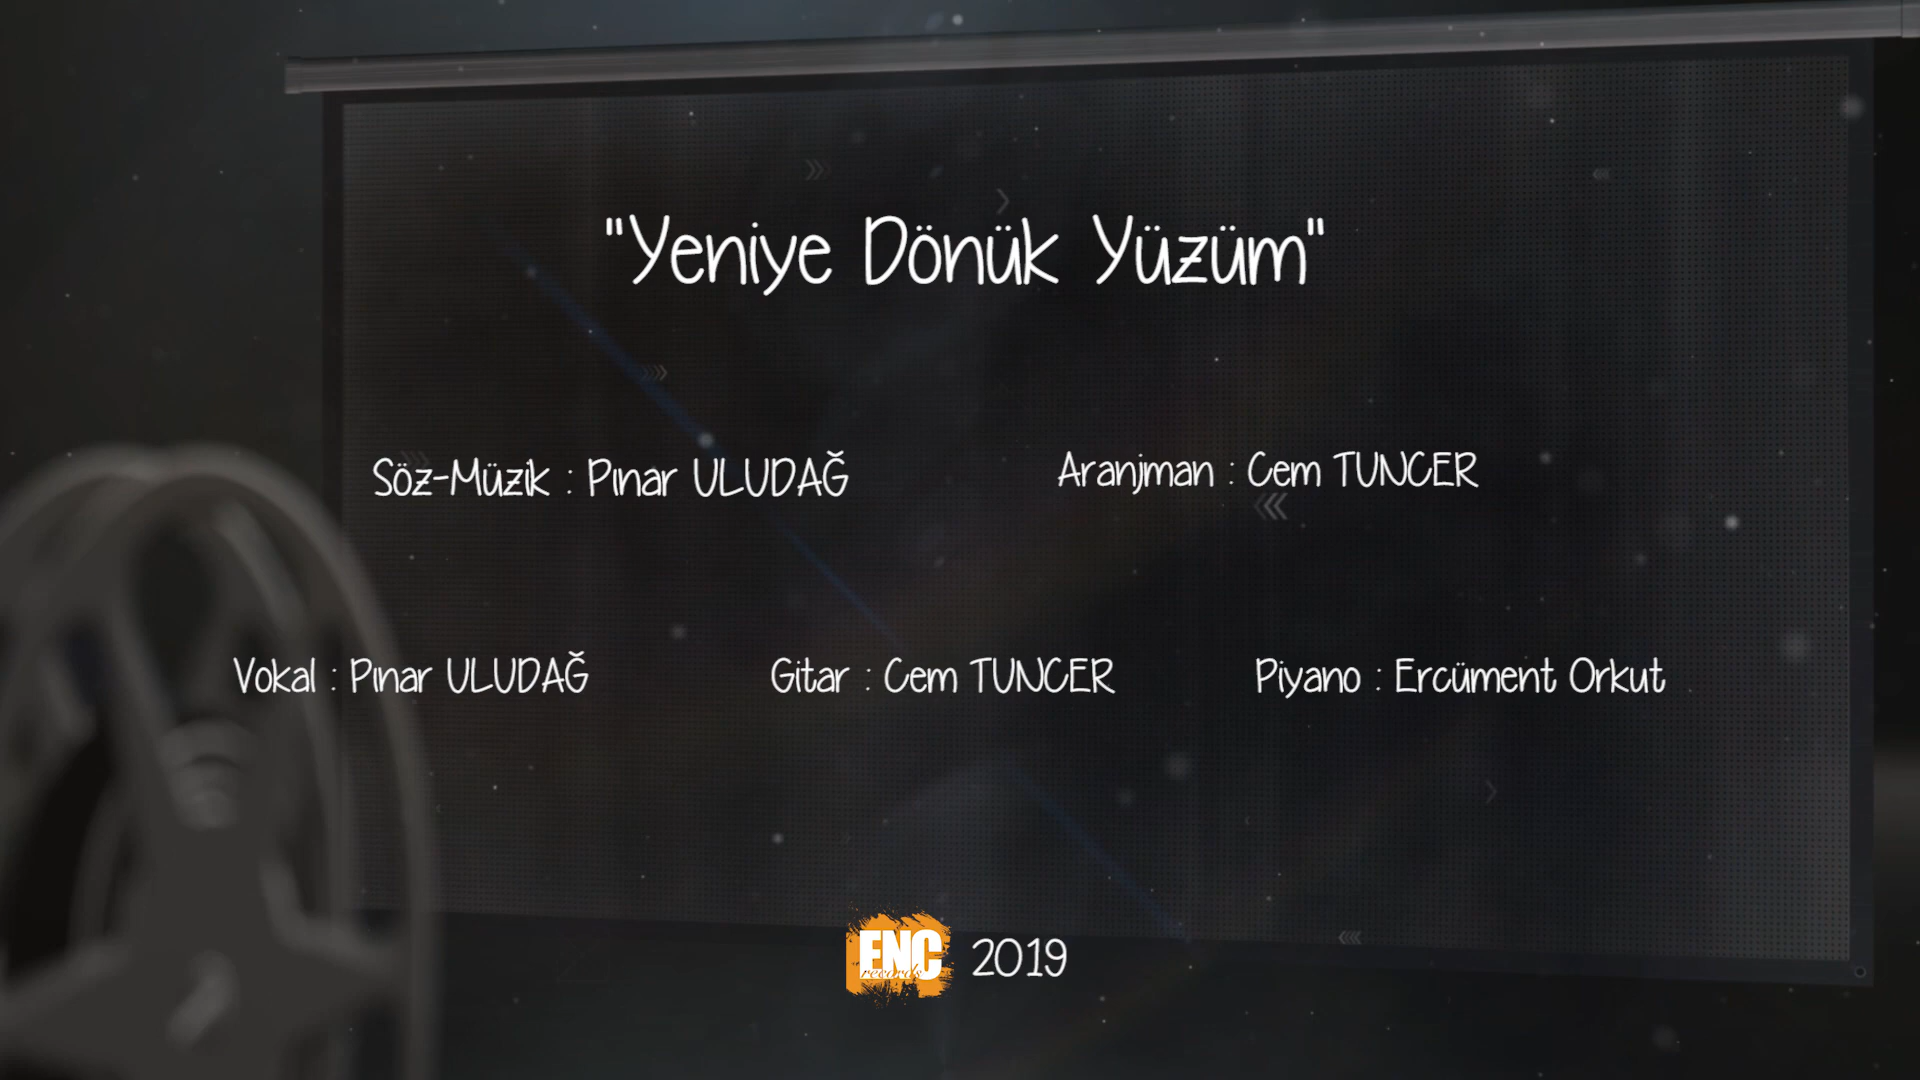 "Yeniye Dönük Yüzüm"
Söz-Müzik : Pınar ULUDAĞ
Aranjman : Cem TUNCER
Vokal : Pınar ULUDAĞ
Gitar : Cem TUNCER
Piyano : Ercüment Orkut
ENC
records
2019